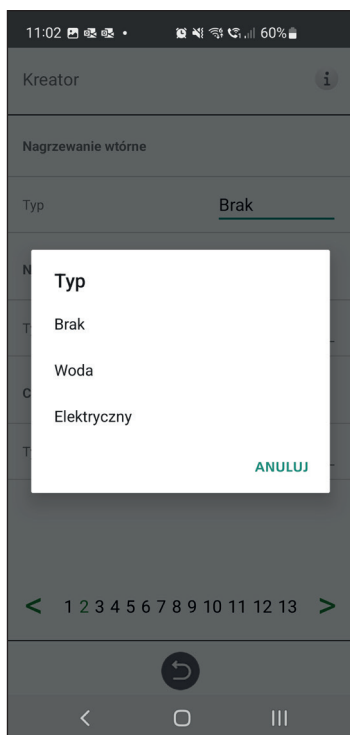 11:02 60%
Kreator i
Nagrzewanie wtórne
Typ Brak
N
Typ
T
Brak
Woda
C
Elektryczny
T
ANULUJ
< 1 2 3 4 5 6 7 8 9 10 11 12 13 >